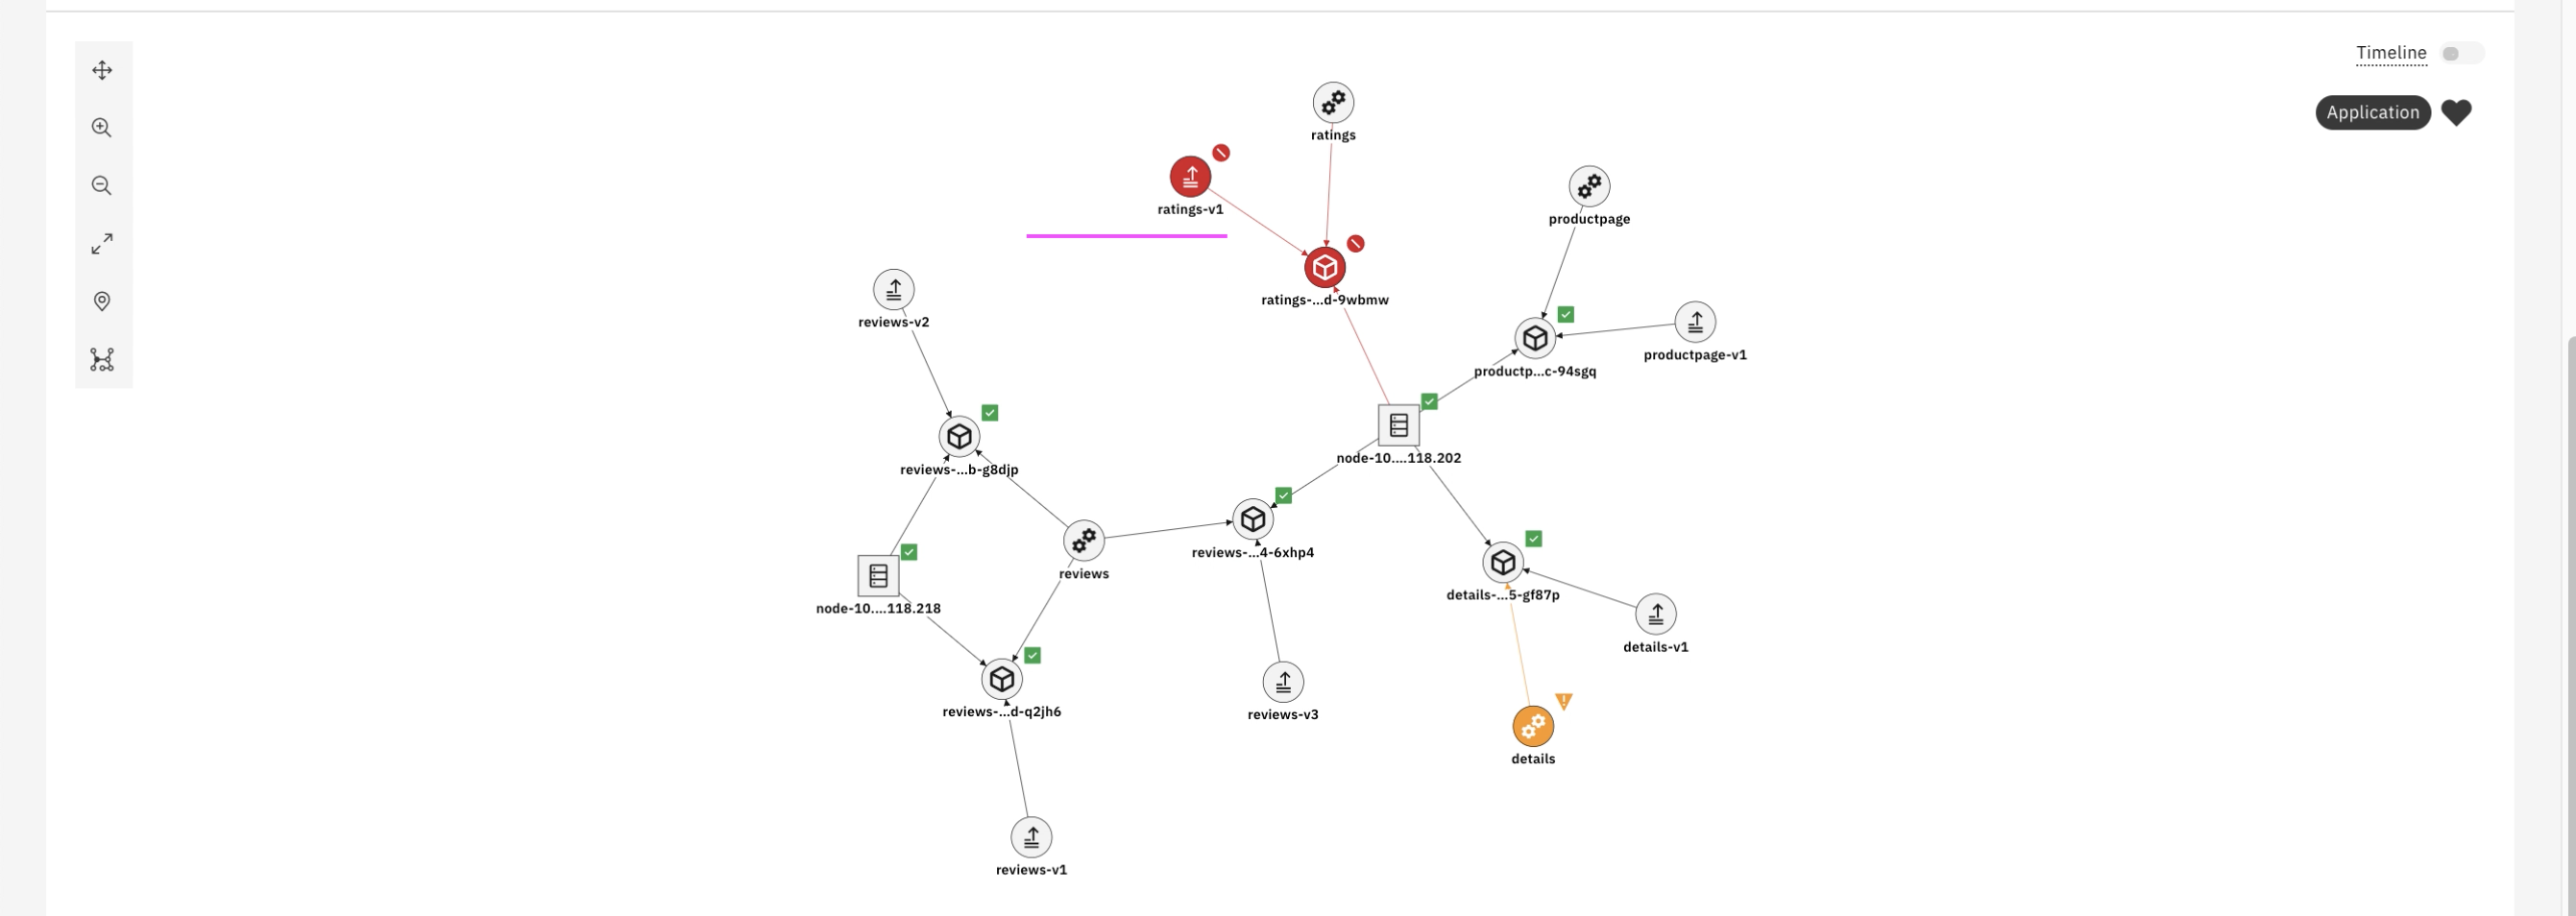 Timeline
Application
ratings
ratings-v1
productpage
ratings-...d-9wbmw
reviews-v2
productpage-v1
productp...c-94sgq
node-10....118.202
reviews-...b-g8djp
reviews-...4-6xhp4
reviews
details-...5-gf87p
node-10....118.218
details-v1
reviews-...d-q2jh6
reviews-v3
details
reviews-v1